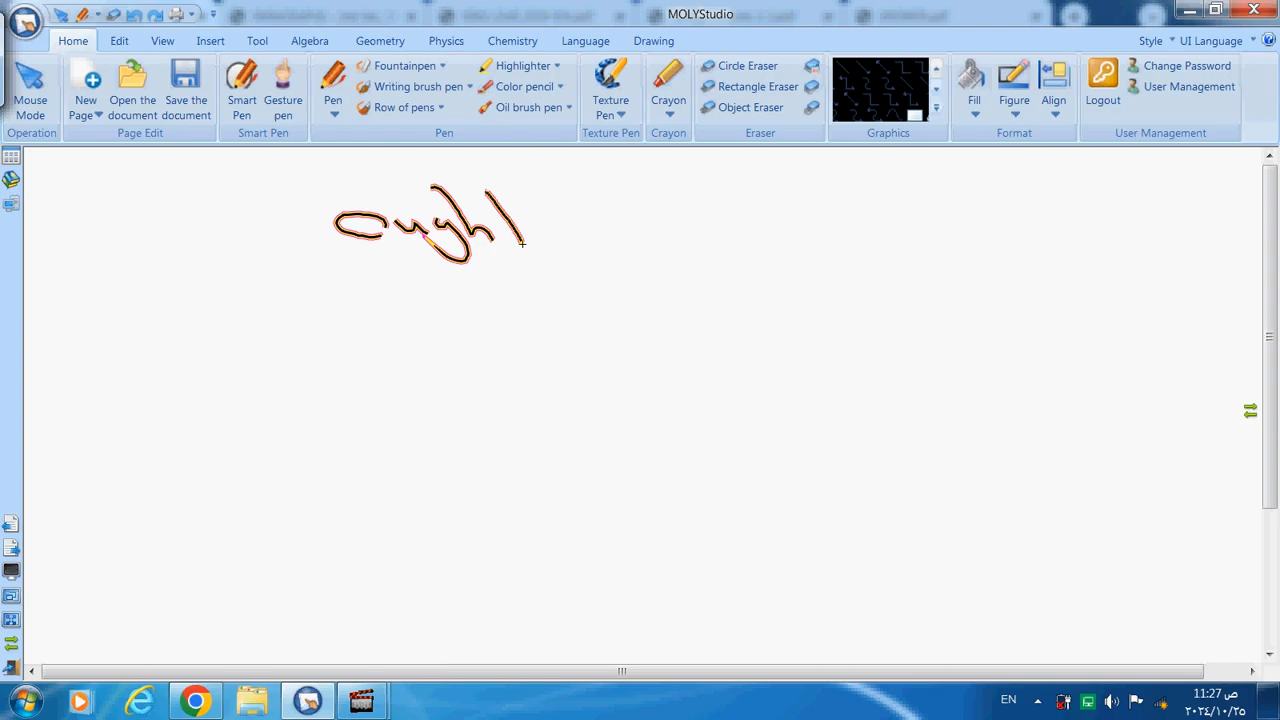 MOLYStudio
Home Edit View Insert Tool Algebra Geometry Physics Chemistry Language Drawing Style UI Language
Mouse Mode
Operation
New Page
Open the document
Save the document
Page Edit
Smart Pen
Gesture pen
Smart Pen
Pen
Fountainpen
Writing brush pen
Row of pens
Highlighter
Color pencil
Oil brush pen
Pen
Texture Pen
Texture Pen
Crayon
Crayon
Circle Eraser
Rectangle Eraser
Object Eraser
Eraser
Graphics
Fill
Figure
Align
Format
Logout
Change Password
User Management
User Management
EN
11:27 ص
٢٠٢٤/١٠/٢٥